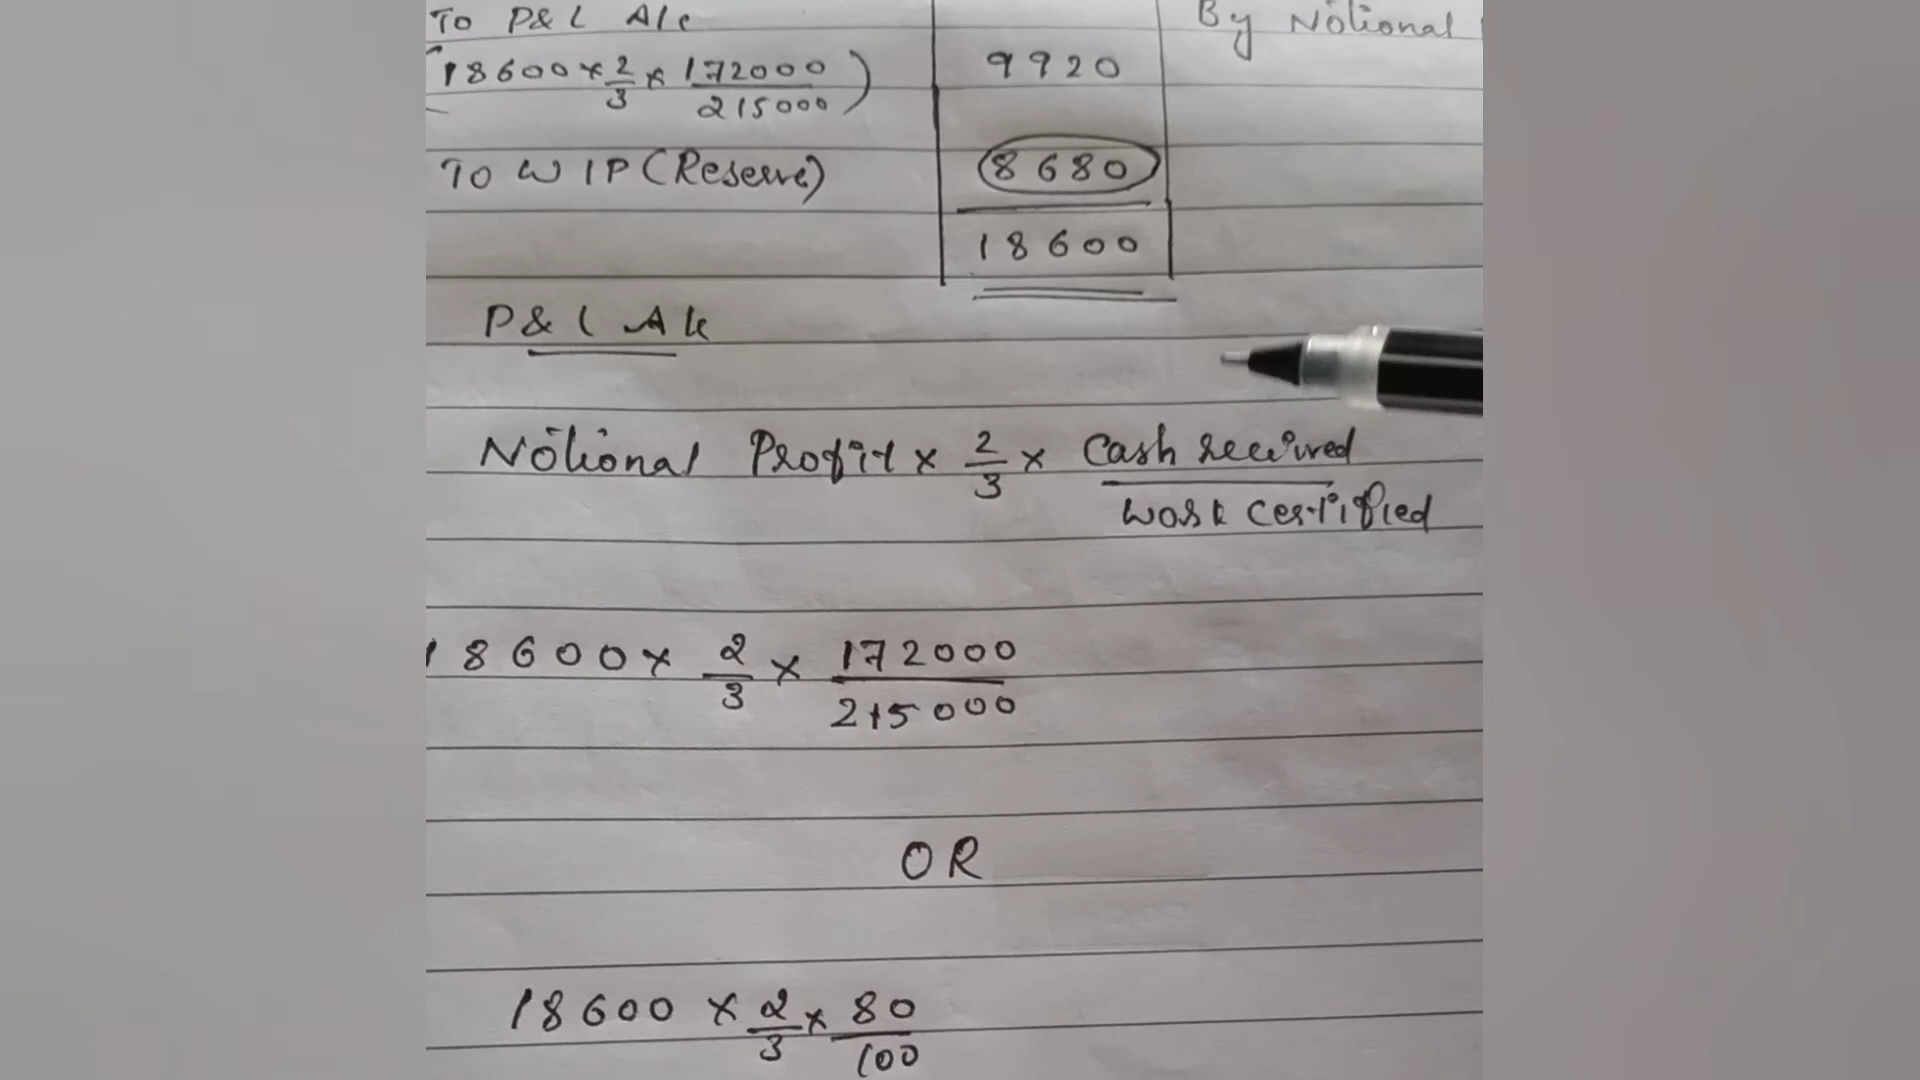 To P&L A/c By Notional
(18600 × 2/3 × 172000/215000) 9920
To WIP (Reserve) 8680
18600
P&L A/c
Notional Profit × 2/3 × Cash received/work certified
18600 × 2/3 × 172000/215000
OR
18600 × 2/3 × 80/100